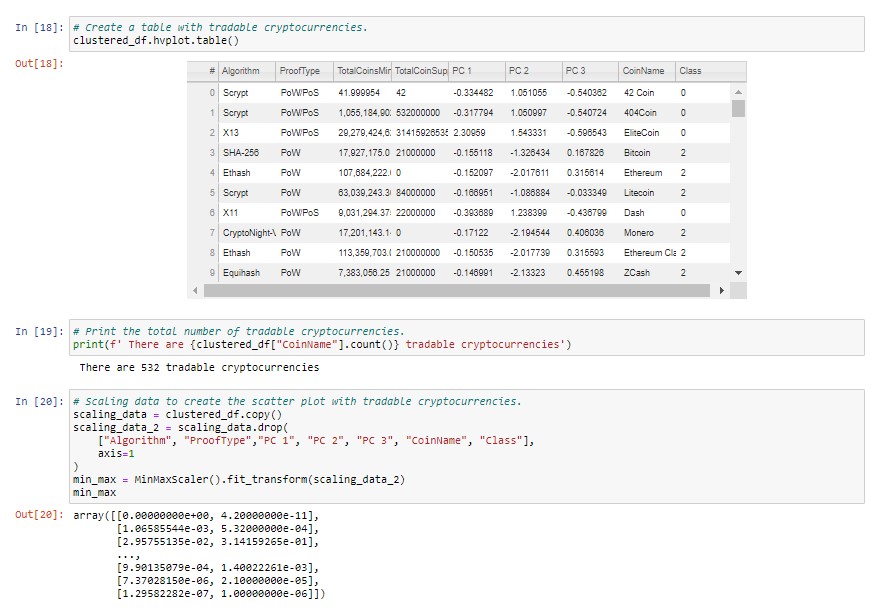 In [18]: # Create a table with tradable cryptocurrencies.
clustered_df.hvplot.table()
Out[18]:
# Algorithm ProofType TotalCoinsMin TotalCoinSup PC 1 PC 2 PC 3 CoinName Class
0 Scrypt PoW/PoS 41.999954 42 -0.334482 1.051055 -0.540362 42 Coin 0
1 Scrypt PoW/PoS 1,055,184,90 532000000 -0.317794 1.050997 -0.540724 404Coin 0
2 X13 PoW/PoS 29,279,424,6 3141592653 2.30959 1.543331 -0.596543 EliteCoin 0
3 SHA-256 PoW 17,927,175.0 21000000 -0.155118 -1.326434 0.167826 Bitcoin 2
4 Ethash PoW 107,684,222. 0 -0.152097 -2.017611 0.315614 Ethereum 2
5 Scrypt PoW 63,039,243.3 84000000 -0.166951 -1.086884 -0.033349 Litecoin 2
6 X11 PoW/PoS 9,031,294.37 22000000 -0.393689 1.238399 -0.436799 Dash 0
7 CryptoNight-V PoW 17,201,143.1 0 -0.17122 -2.194544 0.406036 Monero 2
8 Ethash PoW 113,359,703. 210000000 -0.150535 -2.017739 0.315593 Ethereum Cla 2
9 Equihash PoW 7,383,056.25 21000000 -0.146991 -2.13323 0.455198 ZCash 2
In [19]: # Print the total number of tradable cryptocurrencies.
print(f' There are {clustered_df["CoinName"].count()} tradable cryptocurrencies')
There are 532 tradable cryptocurrencies
In [20]: # Scaling data to create the scatter plot with tradable cryptocurrencies.
scaling_data = clustered_df.copy()
scaling_data_2 = scaling_data.drop(
["Algorithm", "ProofType","PC 1", "PC 2", "PC 3", "CoinName", "Class"],
axis=1
)
min_max = MinMaxScaler().fit_transform(scaling_data_2)
min_max
Out[20]: array([[0.00000000e+00, 4.20000000e-11],
[1.06585544e-03, 5.32000000e-04],
[2.95755135e-02, 3.14159265e-01],
...,
[9.90135079e-04, 1.40022261e-03],
[7.37028150e-06, 2.10000000e-05],
[1.29582282e-07, 1.00000000e-06]])